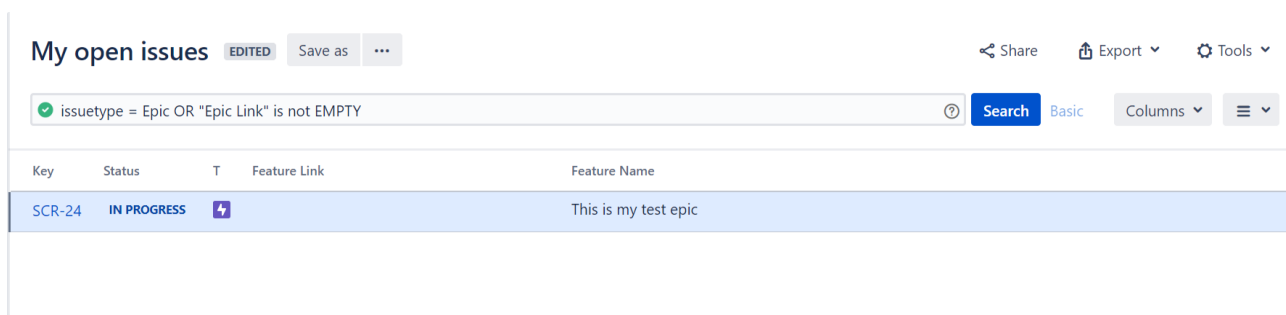 My open issues EDITED Save as ••• Share Export Tools
issuetype = Epic OR "Epic Link" is not EMPTY Search Basic Columns
Key Status T Feature Link Feature Name
SCR-24 IN PROGRESS This is my test epic